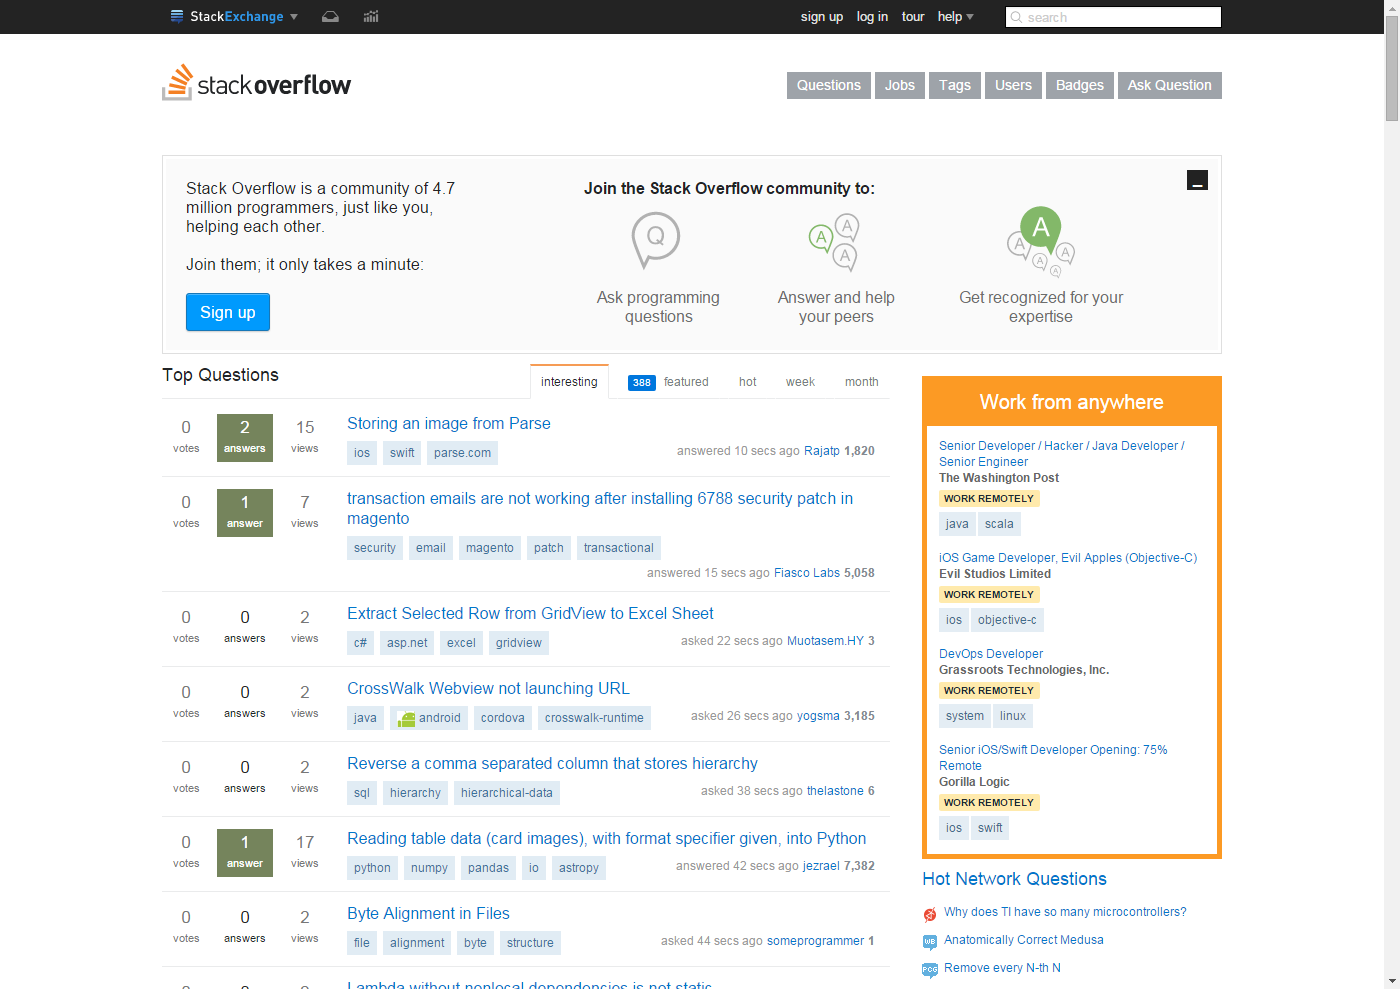 StackExchange
sign up log in tour help
search
stackoverflow
Questions Jobs Tags Users Badges Ask Question
Stack Overflow is a community of 4.7
million programmers, just like you,
helping each other.
Join them; it only takes a minute:
Sign up
Join the Stack Overflow community to:
Q
Ask programming
questions
A
A
A
Answer and help
your peers
A
A
A
A
A
Get recognized for your
expertise
Top Questions
interesting 388 featured hot week month
0 votes 2 answers 15 views
Storing an image from Parse
ios swift parse.com
answered 10 secs ago Rajatp 1,820
0 votes 1 answer 7 views
transaction emails are not working after installing 6788 security patch in
magento
security email magento patch transactional
answered 15 secs ago Fiasco Labs 5,058
0 votes 0 answers 2 views
Extract Selected Row from GridView to Excel Sheet
c# asp.net excel gridview
asked 22 secs ago Muotasem.HY 3
0 votes 0 answers 2 views
CrossWalk Webview not launching URL
java android cordova crosswalk-runtime
asked 26 secs ago yogsma 3,185
0 votes 0 answers 2 views
Reverse a comma separated column that stores hierarchy
sql hierarchy hierarchical-data
asked 38 secs ago thelastone 6
0 votes 1 answer 17 views
Reading table data (card images), with format specifier given, into Python
python numpy pandas io astropy
answered 42 secs ago jezrael 7,382
0 votes 0 answers 2 views
Byte Alignment in Files
file alignment byte structure
asked 44 secs ago someprogrammer 1
Lambda without nonlocal dependencies is not static
Work from anywhere
Senior Developer / Hacker / Java Developer /
Senior Engineer
The Washington Post
WORK REMOTELY
java scala
iOS Game Developer, Evil Apples (Objective-C)
Evil Studios Limited
WORK REMOTELY
ios objective-c
DevOps Developer
Grassroots Technologies, Inc.
WORK REMOTELY
system linux
Senior iOS/Swift Developer Opening: 75%
Remote
Gorilla Logic
WORK REMOTELY
ios swift
Hot Network Questions
Why does TI have so many microcontrollers?
WB Anatomically Correct Medusa
PCG Remove every N-th N